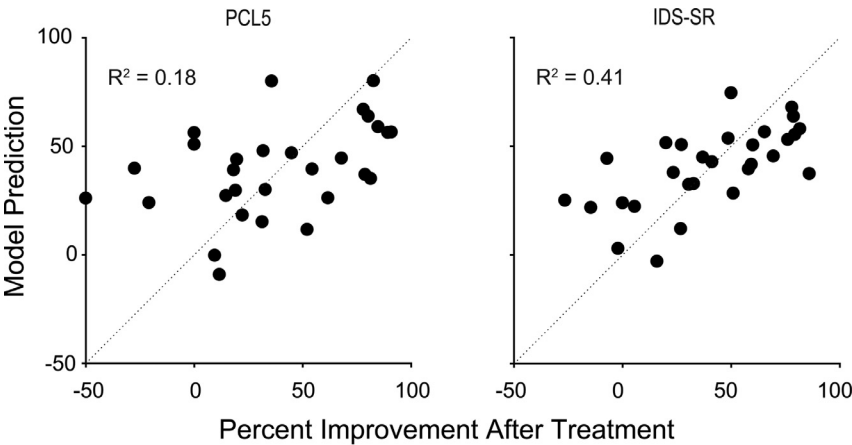 PCL5
IDS-SR
Model Prediction
100
50
0
-50
R² = 0.18
R² = 0.41
-50 0 50 100
-50 0 50 100
Percent Improvement After Treatment